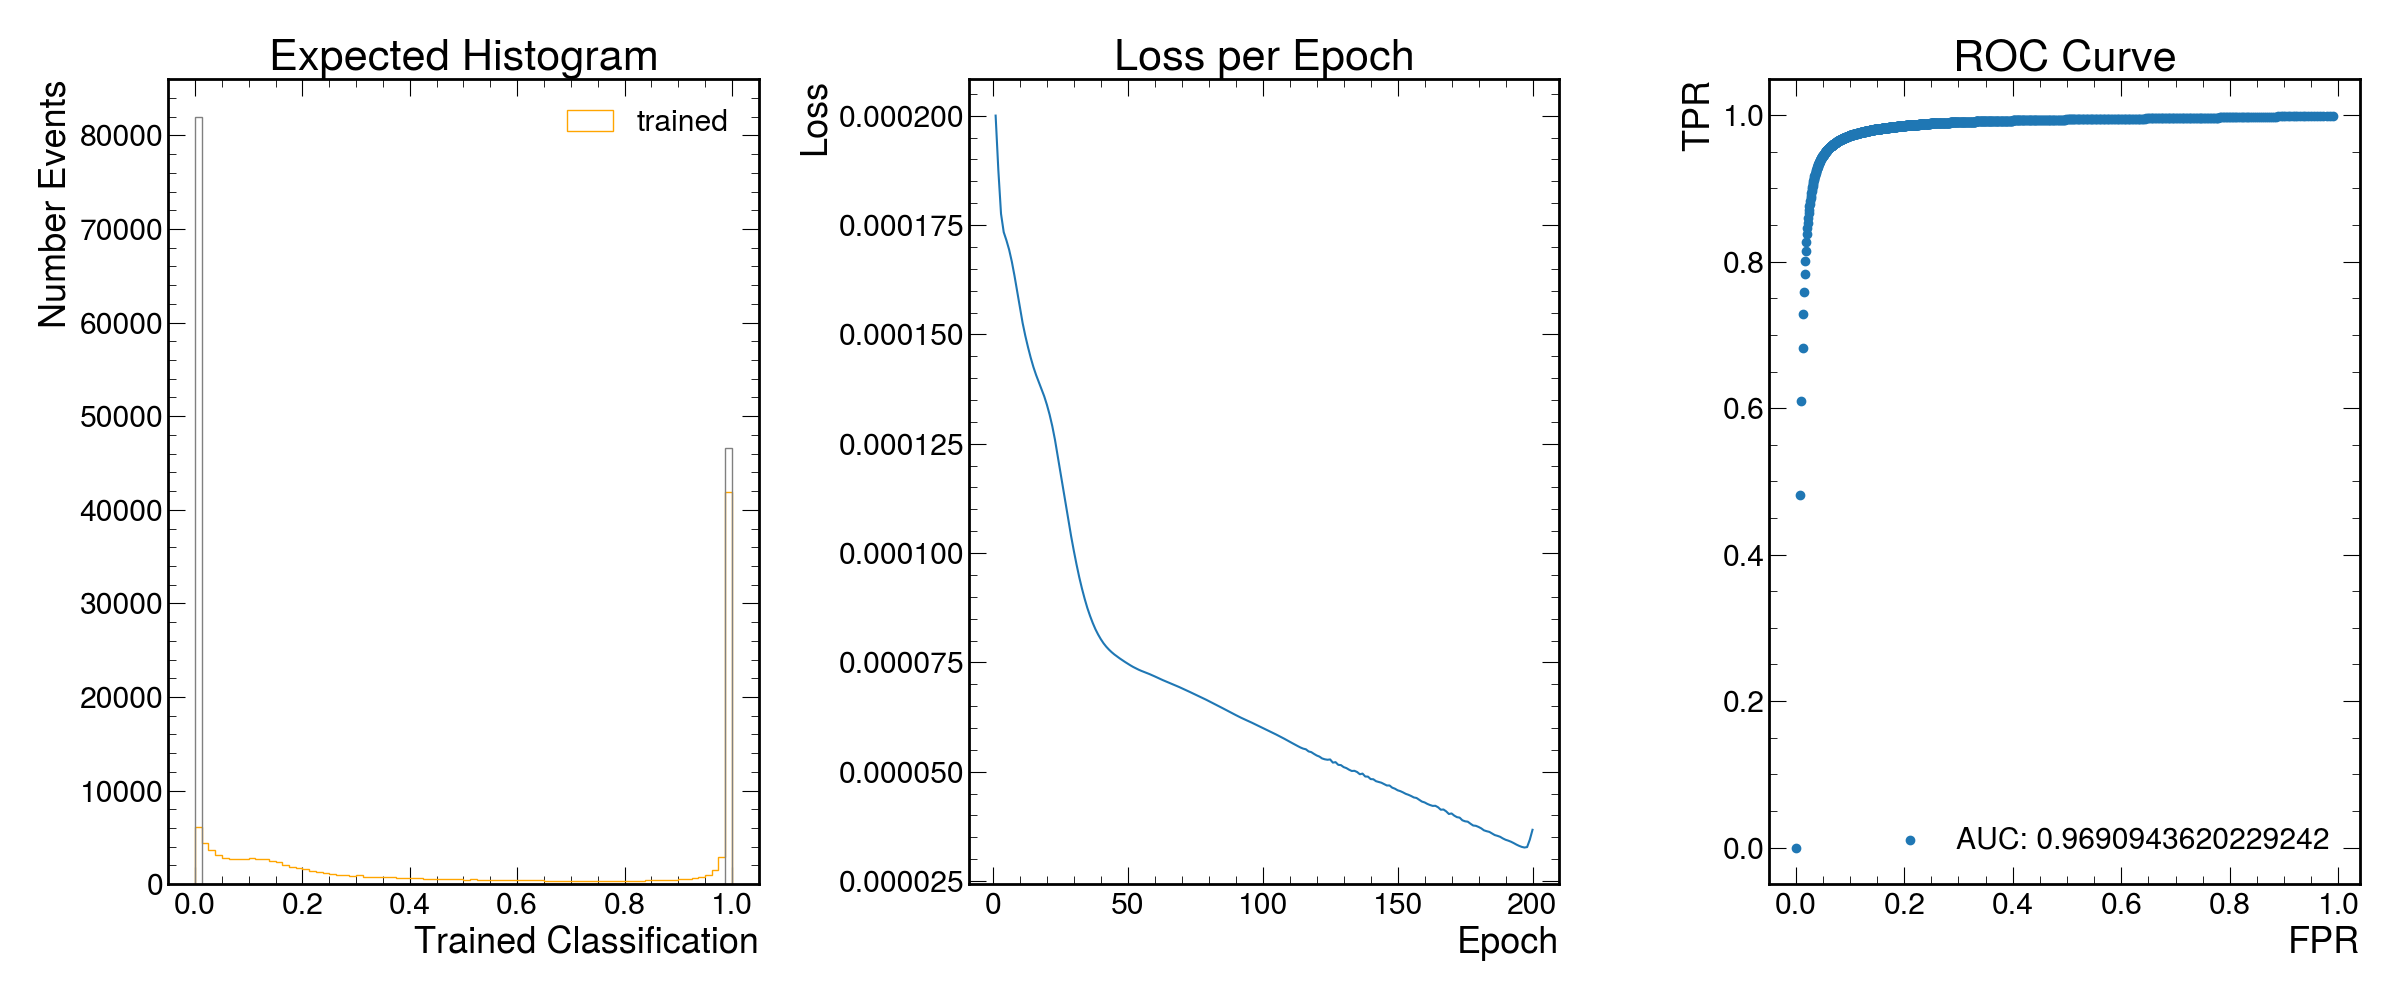 Expected Histogram
Number Events
80000
70000
60000
50000
40000
30000
20000
10000
0
trained
0.0 0.2 0.4 0.6 0.8 1.0
Trained Classification
Loss per Epoch
Loss
0.000200
0.000175
0.000150
0.000125
0.000100
0.000075
0.000050
0.000025
0 50 100 150 200
Epoch
ROC Curve
TPR
1.0
0.8
0.6
0.4
0.2
0.0
AUC: 0.9690943620229242
0.0 0.2 0.4 0.6 0.8 1.0
FPR